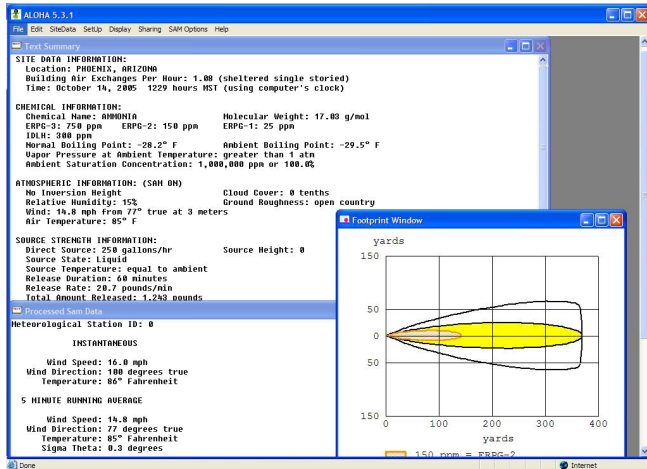 ALOHA 5.3.1
File Edit SiteData SetUp Display Sharing SAM Options Help
Text Summary
SITE DATA INFORMATION:
Location: PHOENIX, ARIZONA
Building Air Exchanges Per Hour: 1.08 (sheltered single storied)
Time: October 14, 2005 1229 hours MST (using computer's clock)
CHEMICAL INFORMATION:
Chemical Name: AMMONIA Molecular Weight: 17.03 g/mol
ERPG-3: 750 ppm ERPG-2: 150 ppm ERPG-1: 25 ppm
IDLH: 300 ppm
Normal Boiling Point: -28.2° F Ambient Boiling Point: -29.5° F
Vapor Pressure at Ambient Temperature: greater than 1 atm
Ambient Saturation Concentration: 1,000,000 ppm or 100.0%
ATMOSPHERIC INFORMATION: (SAM ON)
No Inversion Height Cloud Cover: 0 tenths
Relative Humidity: 15% Ground Roughness: open country
Wind: 14.8 mph from 77° true at 3 meters
Air Temperature: 85° F
SOURCE STRENGTH INFORMATION:
Direct Source: 250 gallons/hr Source Height: 0
Source State: Liquid
Source Temperature: equal to ambient
Release Duration: 60 minutes
Release Rate: 20.7 pounds/min
Total Amount Released: 1,243 pounds
Processed Sam Data
Meteorological Station ID: 0
INSTANTANEOUS
Wind Speed: 16.0 mph
Wind Direction: 100 degrees true
Temperature: 86° Fahrenheit
5 MINUTE RUNNING AVERAGE
Wind Speed: 14.8 mph
Wind Direction: 77 degrees true
Temperature: 85° Fahrenheit
Sigma Theta: 0.3 degrees
Footprint Window
yards
150
50
0
50
150
0 100 200 300 400
yards
150 ppm = ERPG-2
Done
Internet